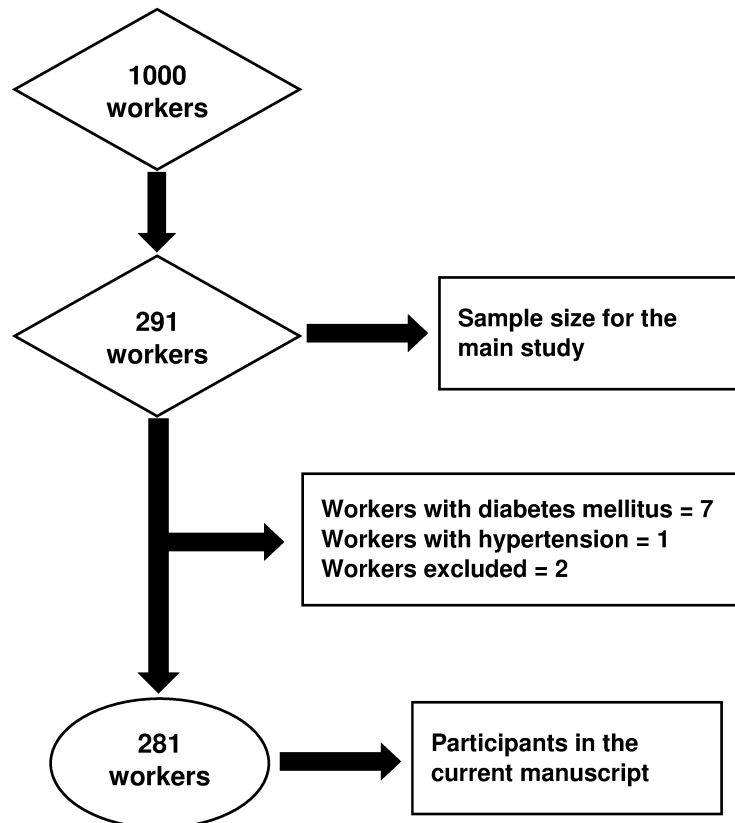 1000
workers
291
workers
Sample size for the
main study
Workers with diabetes mellitus = 7
Workers with hypertension = 1
Workers excluded = 2
281
workers
Participants in the
current manuscript